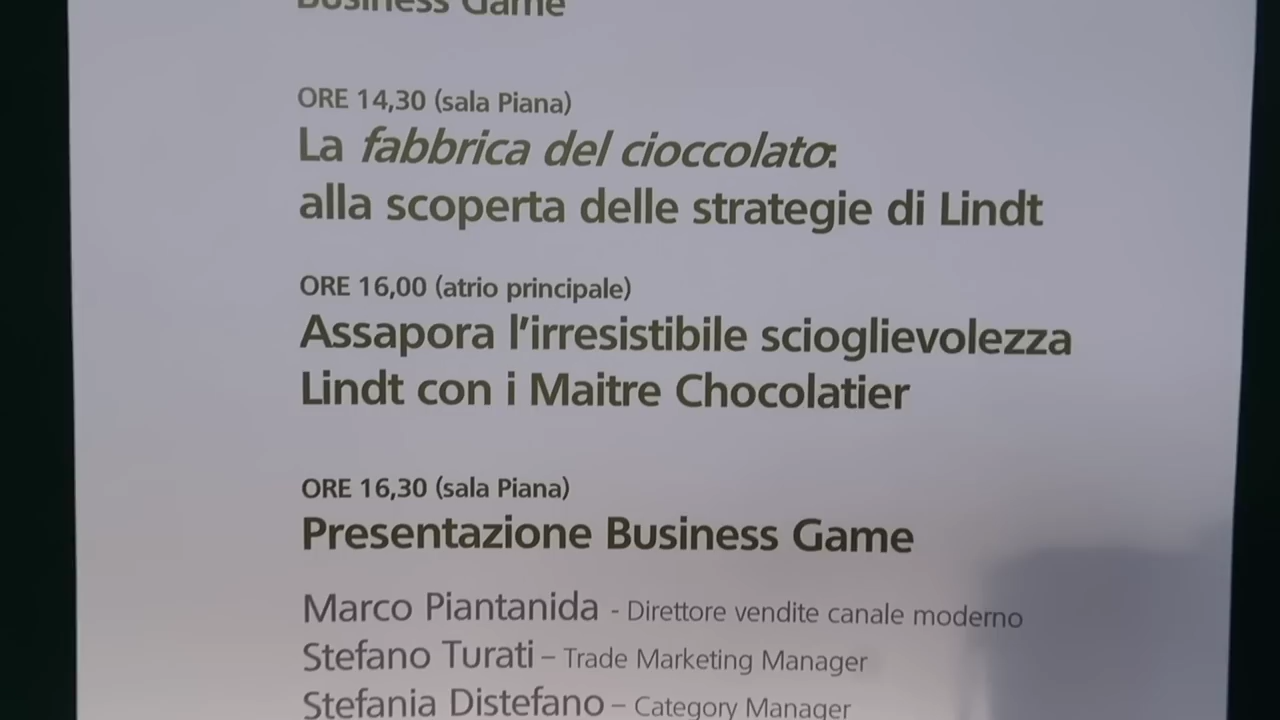 Business Game
ORE 14,30 (sala Piana)
La fabbrica del cioccolato:
alla scoperta delle strategie di Lindt
ORE 16,00 (atrio principale)
Assapora l'irresistibile scioglievolezza
Lindt con i Maitre Chocolatier
ORE 16,30 (sala Piana)
Presentazione Business Game
Marco Piantanida - Direttore vendite canale moderno
Stefano Turati – Trade Marketing Manager
Stefania Distefano – Category Manager